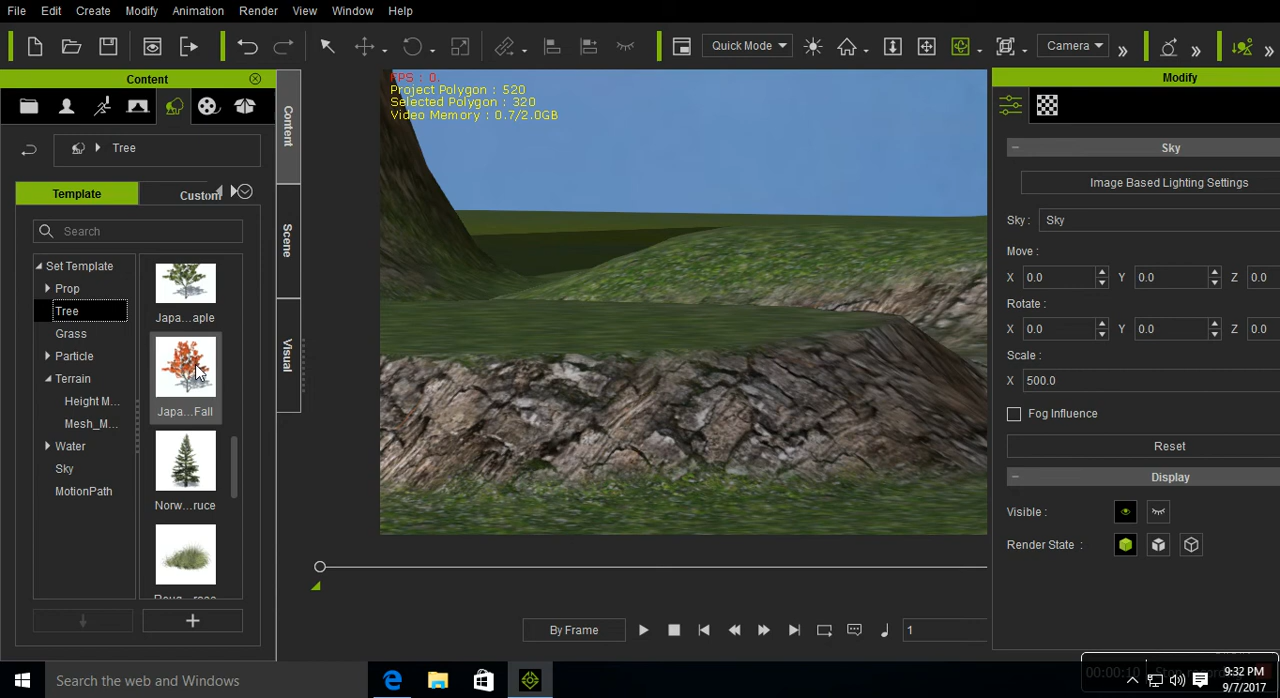 File Edit Create Modify Animation Render View Window Help
Quick Mode
Camera
Content
Modify
FPS : 0.
Project Polygon : 520
Selected Polygon : 320
Video Memory : 0.7/2.0GB
Content
Scene
Visual
Tree
Template
Custom
Search
Set Template
Prop
Tree
Grass
Particle
Terrain
Height M...
Mesh_M...
Water
Sky
MotionPath
Japa...aple
Japa...Fall
Norw...ruce
Sky
Image Based Lighting Settings
Sky : Sky
Move :
X 0.0 Y 0.0 Z 0.0
Rotate :
X 0.0 Y 0.0 Z 0.0
Scale :
X 500.0
Fog Influence
Reset
Display
Visible :
Render State :
By Frame
1
Search the web and Windows
00:00:10
9:32 PM
9/7/2017